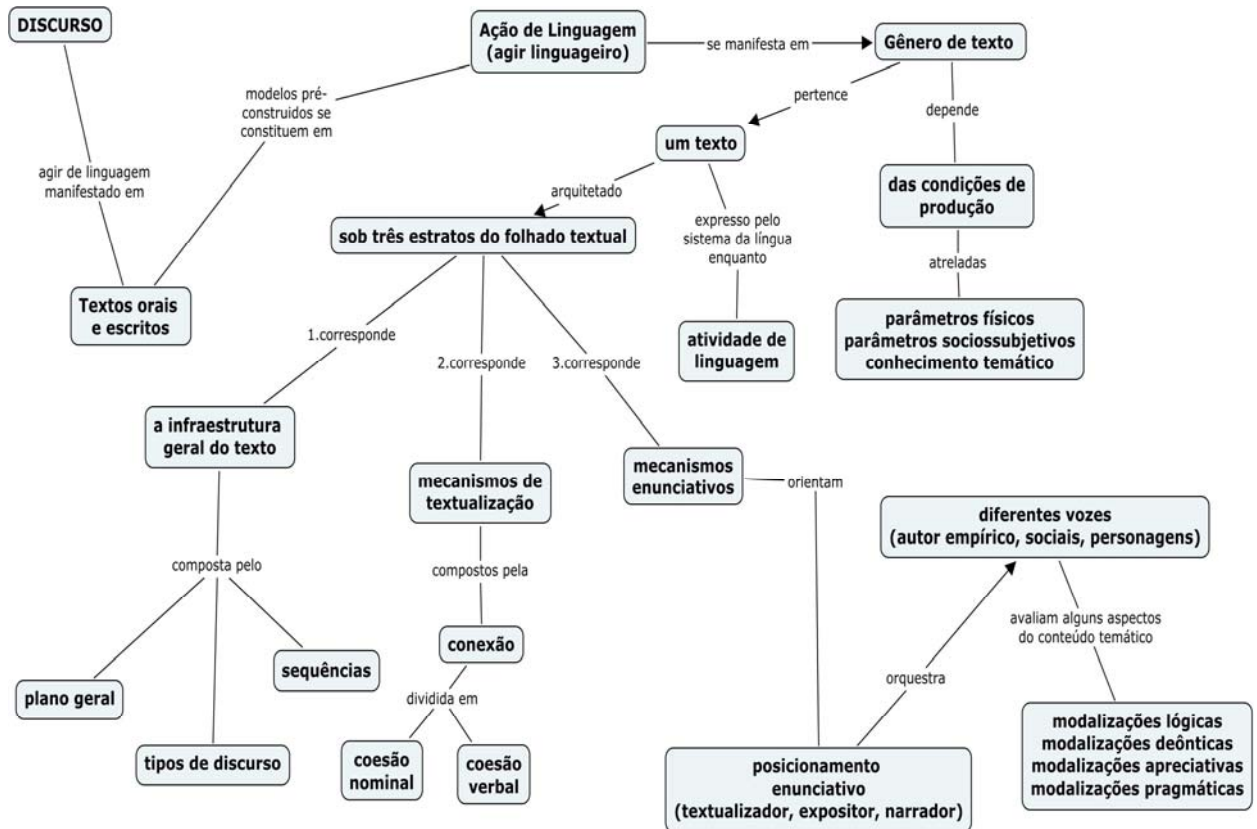 DISCURSO
Ação de Linguagem
(agir linguageiro)
se manifesta em
Gênero de texto
modelos pré-
construidos se
constituem em
pertence
depende
um texto
agir de linguagem
manifestado em
arquitetado
das condições de
produção
sob três estratos do folhado textual
expresso pelo
sistema da língua
enquanto
atreladas
Textos orais
e escritos
1.corresponde
2.corresponde
3.corresponde
atividade de
linguagem
parâmetros físicos
parâmetros sociossubjetivos
conhecimento temático
a infraestrutura
geral do texto
mecanismos de
textualização
mecanismos
enunciativos
orientam
diferentes vozes
(autor empírico, sociais, personagens)
composta pelo
compostos pela
avaliam alguns aspectos
do conteúdo temático
conexão
sequências
plano geral
orquestra
dividida em
tipos de discurso
coesão
nominal
coesão
verbal
posicionamento
enunciativo
(textualizador, expositor, narrador)
modalizações lógicas
modalizações deônticas
modalizações apreciativas
modalizações pragmáticas